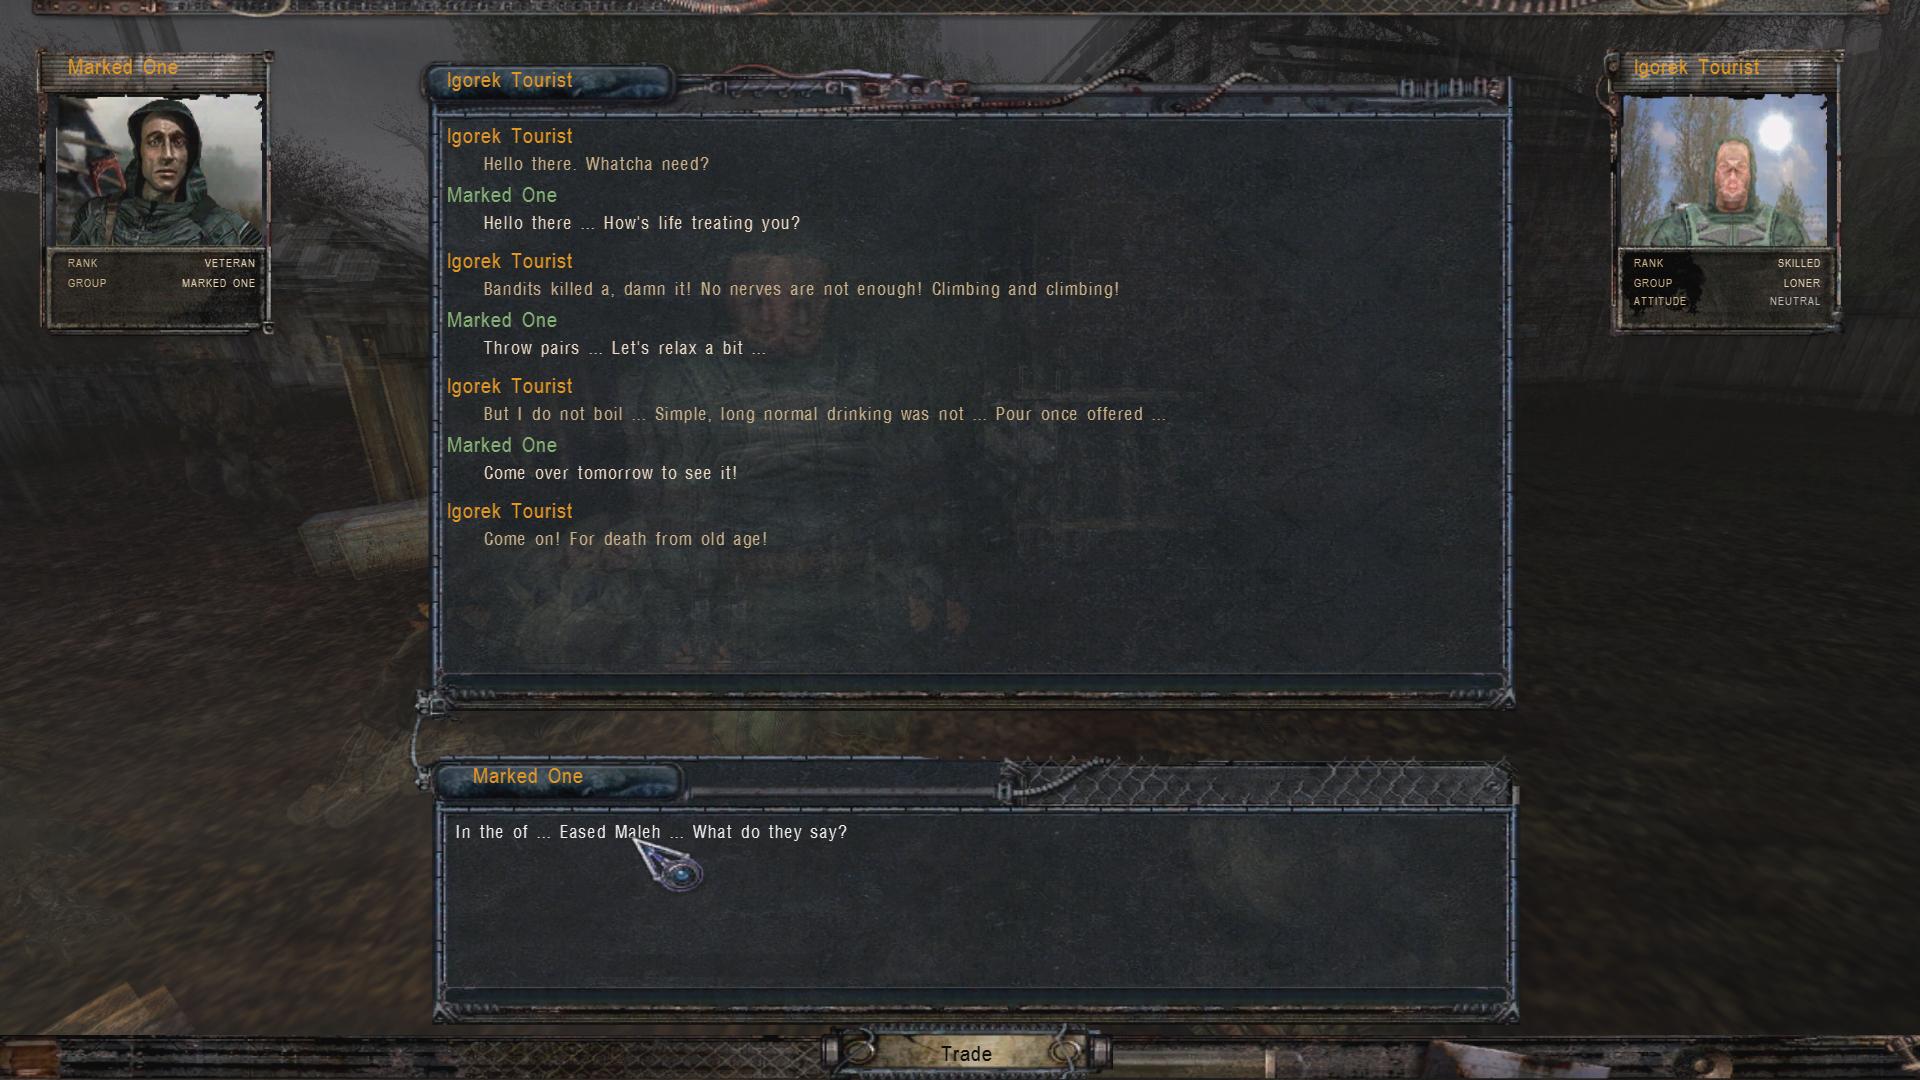 Marked One
RANK VETERAN
GROUP MARKED ONE
Igorek Tourist
Igorek Tourist
Hello there. Whatcha need?
Marked One
Hello there ... How's life treating you?
Igorek Tourist
Bandits killed a, damn it! No nerves are not enough! Climbing and climbing!
Marked One
Throw pairs ... Let's relax a bit ...
Igorek Tourist
But I do not boil ... Simple, long normal drinking was not ... Pour once offered ...
Marked One
Come over tomorrow to see it!
Igorek Tourist
Come on! For death from old age!
Igorek Tourist
RANK SKILLED
GROUP LONER
ATTITUDE NEUTRAL
Marked One
In the of ... Eased Maleh ... What do they say?
Trade